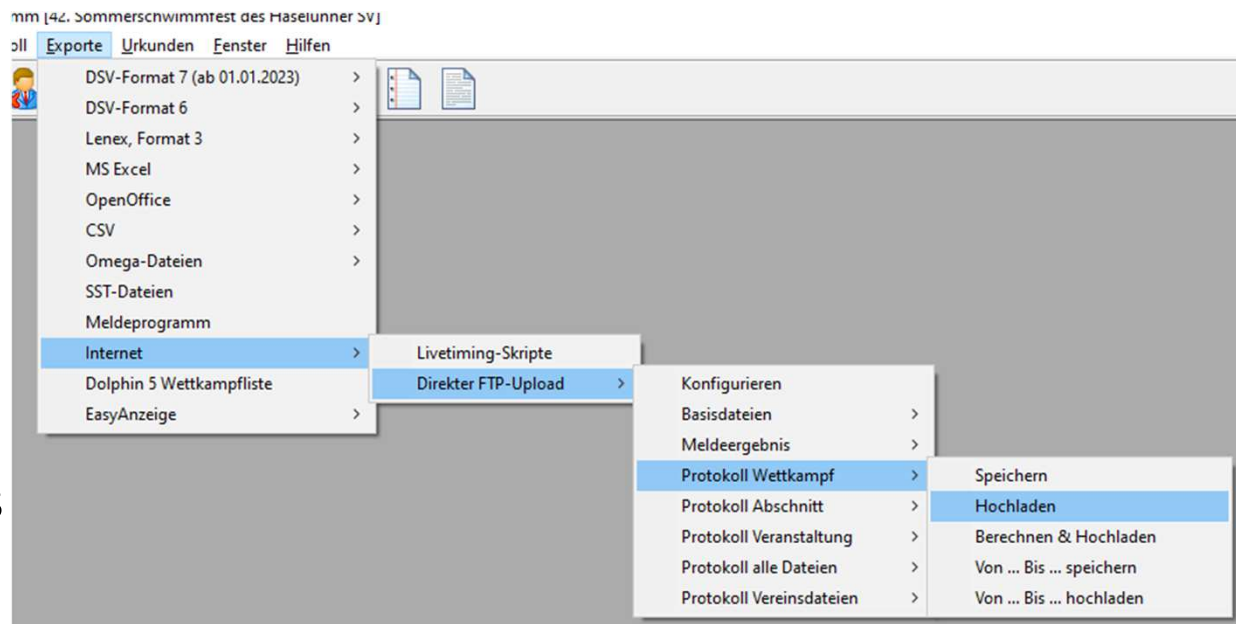 mm [42. Sommerschwimmfest des Haselünner SV]
oll Exporte Urkunden Fenster Hilfen
DSV-Format 7 (ab 01.01.2023) >
DSV-Format 6 >
Lenex, Format 3 >
MS Excel >
OpenOffice >
CSV >
Omega-Dateien >
SST-Dateien
Meldeprogramm
Internet >
Dolphin 5 Wettkampfliste
EasyAnzeige >
Livetiming-Skripte
Direkter FTP-Upload >
Konfigurieren
Basisdateien >
Meldeergebnis >
Protokoll Wettkampf >
Protokoll Abschnitt >
Protokoll Veranstaltung >
Protokoll alle Dateien >
Protokoll Vereinsdateien >
Speichern
Hochladen
Berechnen & Hochladen
Von ... Bis ... speichern
Von ... Bis ... hochladen